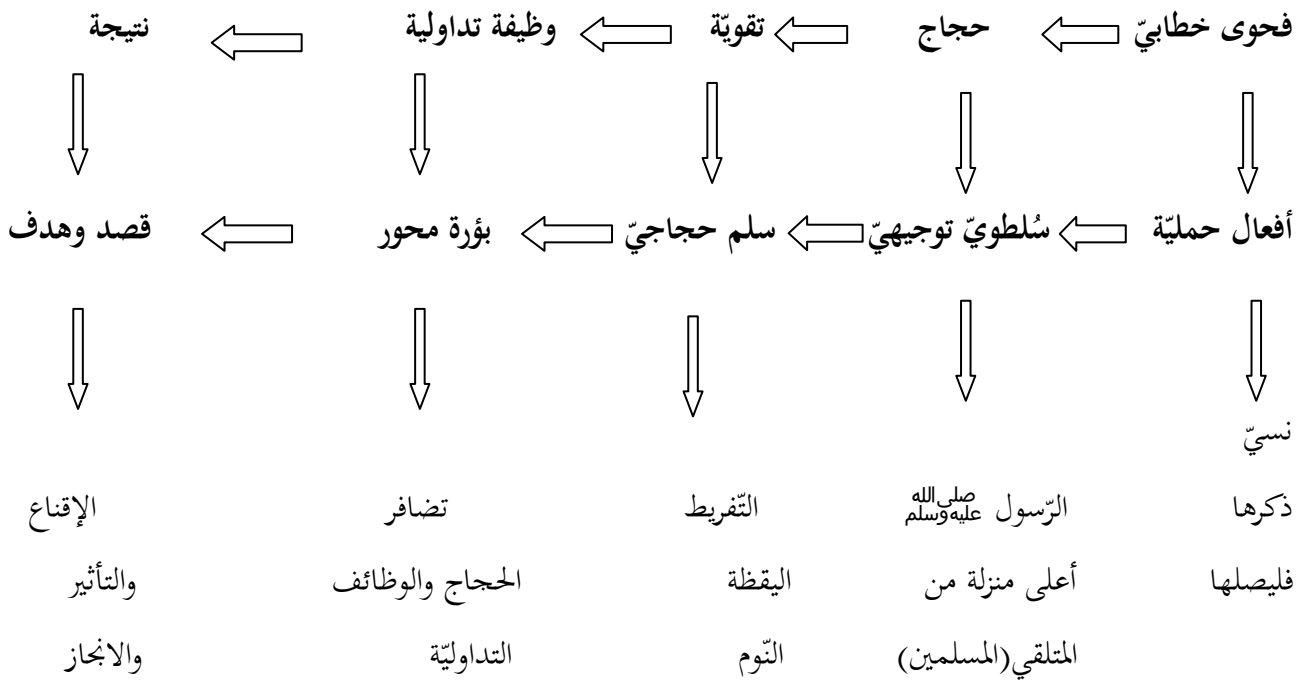 فحوى خطابيّ حجاج تقويّة وظيفة تداولية نتيجة
أفعال حمليّة سُلطويّ توجيهيّ سلم حجاجيّ بؤرة محور قصد وهدف
نسيّ
ذكرها الرّسول ﷺ التّفريط تضافر الإقناع
فليصلها أعلى منزلة من اليقظة الحجاج والوظائف والتأثير
المتلقي(المسلمين) النّوم التداوليّة والانجاز